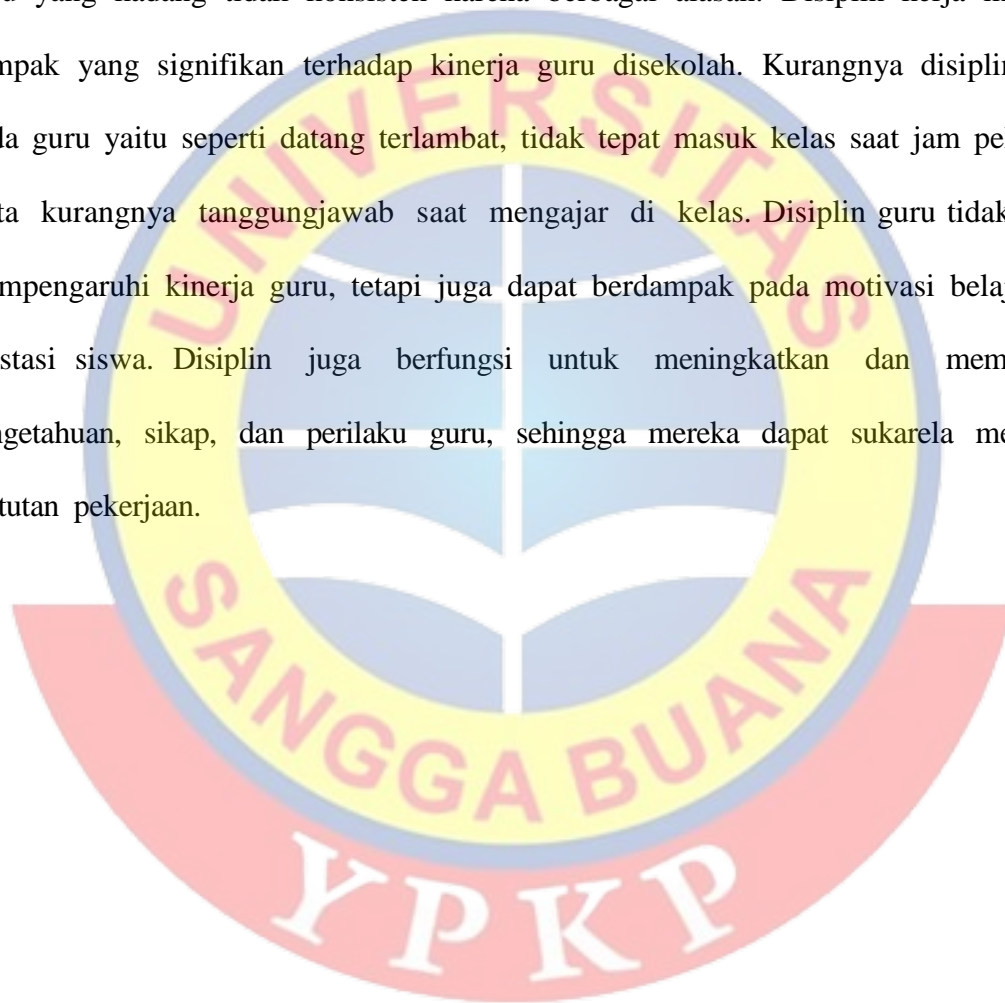 yang kadang tidak konsisten karena berbagai alasan. Disiplin kerja
mpak yang signifikan terhadap kinerja guru disekolah. Kurangnya disiplin
da guru yaitu seperti datang terlambat, tidak tepat masuk kelas saat jam pel
ta kurangnya tanggungjawab saat mengajar di kelas. Disiplin guru tidak
mpengaruhi kinerja guru, tetapi juga dapat berdampak pada motivasi belaj
stasi siswa. Disiplin juga berfungsi untuk meningkatkan dan mem
ngetahuan, sikap, dan perilaku guru, sehingga mereka dapat sukarela me
tutan pekerjaan.
UNIVERSITAS
SANGGA BUANA
YPKP